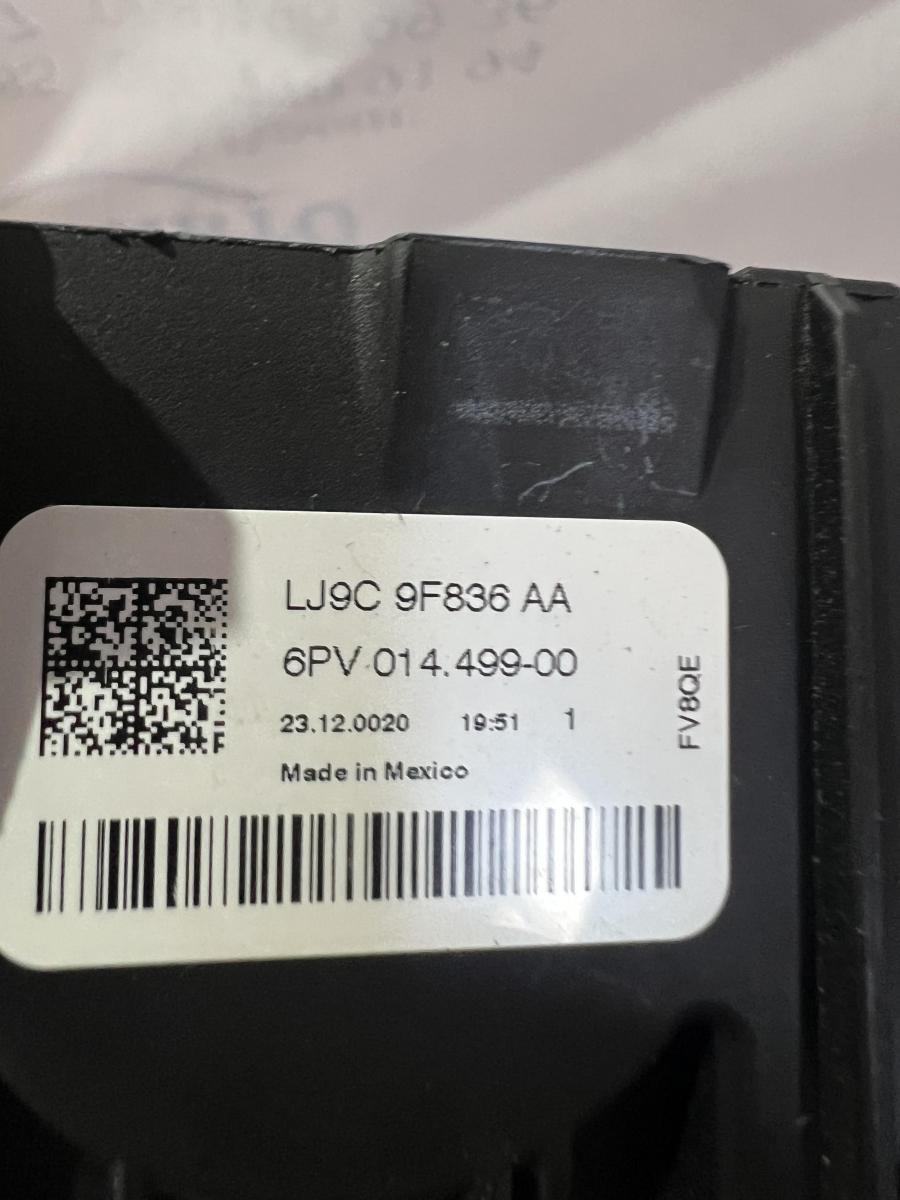 LJ9C 9F836 AA
6PV 014.499-00
23.12.0020 19:51 1
Made in Mexico
FV8QE